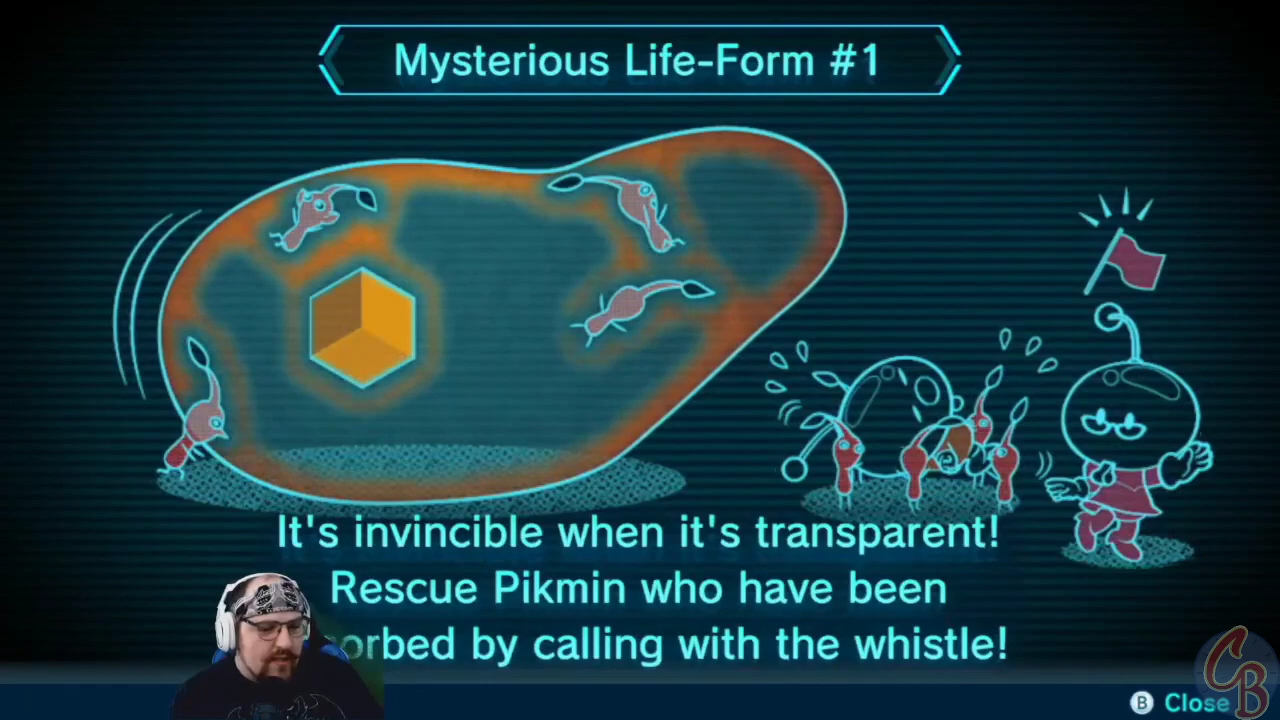 Mysterious Life-Form #1
It's invincible when it's transparent!
Rescue Pikmin who have been
orbed by calling with the whistle!
B Close
CB